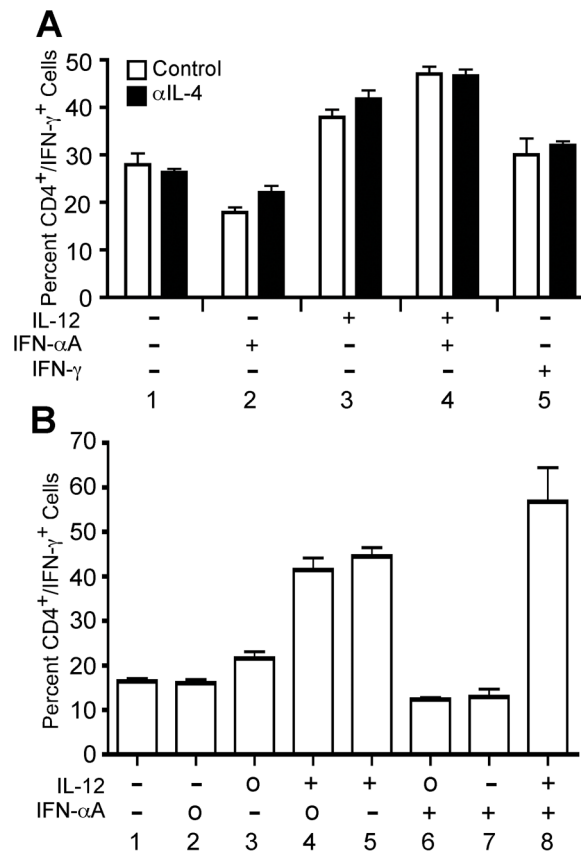 A
Percent CD4+/IFN-γ+ Cells
50
40
30
20
10
0
Control
αIL-4
IL-12 - - + + -
IFN-αA - + - + -
IFN-γ - - - - +
1 2 3 4 5
B
Percent CD4+/IFN-γ+ Cells
70
60
50
40
30
20
10
0
IL-12 - - o + + o - +
IFN-αA - o - o - + + +
1 2 3 4 5 6 7 8